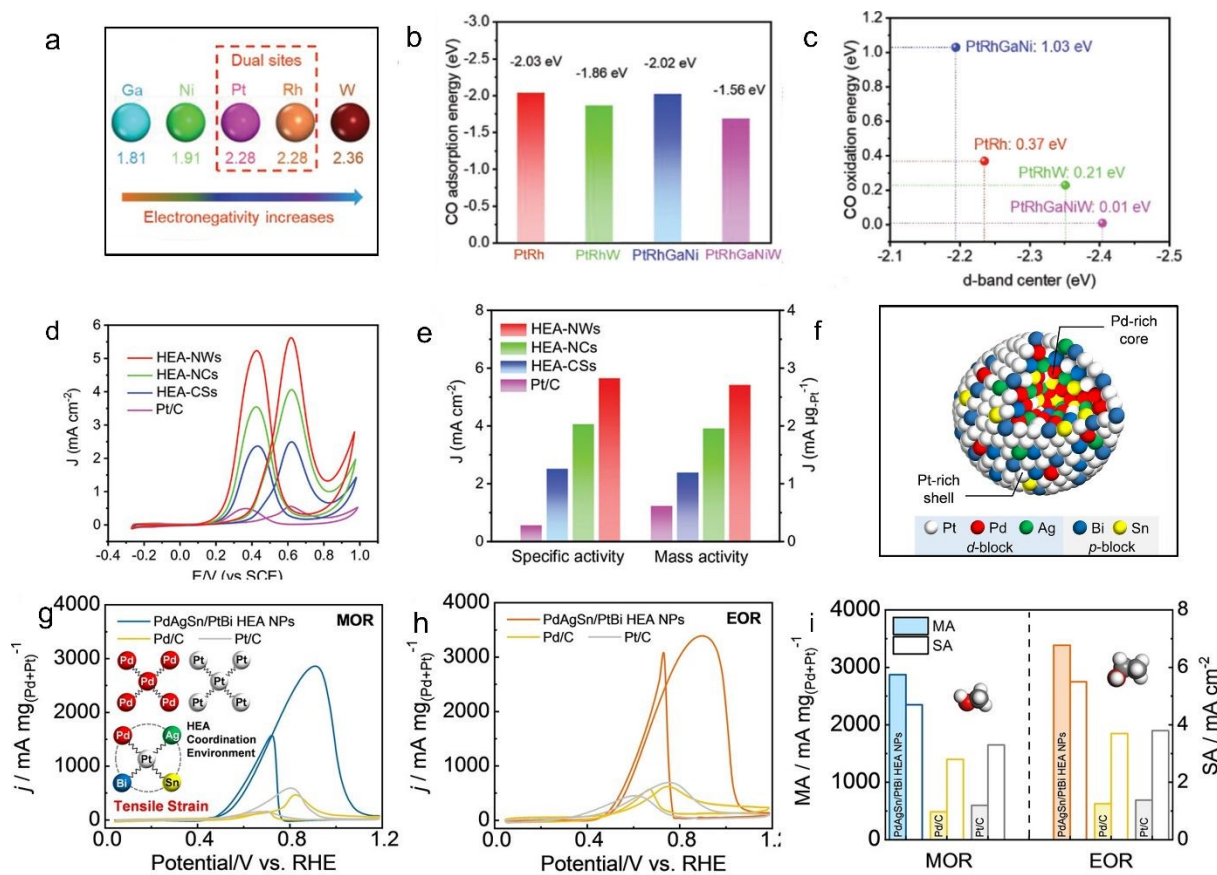 a
Dual sites
Ga Ni Pt Rh W
1.81 1.91 2.28 2.28 2.36
Electronegativity increases
b
CO adsorption energy (eV)
-3.0
-2.5
-2.0
-1.5
-1.0
-0.5
0.0
-2.03 eV
-1.86 eV
-2.02 eV
-1.56 eV
PtRh PtRhW PtRhGaNi PtRhGaNiW
c
CO oxidation energy (eV)
1.2
1.0
0.8
0.6
0.4
0.2
0.0
PtRhGaNi: 1.03 eV
PtRh: 0.37 eV
PtRhW: 0.21 eV
PtRhGaNiW: 0.01 eV
-2.1 -2.2 -2.3 -2.4 -2.5
d-band center (eV)
d
J (mA cm⁻²)
6
5
4
3
2
1
0
HEA-NWs
HEA-NCs
HEA-CSs
Pt/C
-0.4 -0.2 0.0 0.2 0.4 0.6 0.8 1.0
E/V (vs SCE)
e
J (mA cm⁻²)
8
6
4
2
0
HEA-NWs
HEA-NCs
HEA-CSs
Pt/C
4
3
2
1
0
J (mA µg₋Pt⁻¹)
Specific activity Mass activity
f
Pd-rich
core
Pt-rich
shell
Pt Pd Ag Bi Sn
d-block p-block
g
MOR
j / mA mg(Pd+Pt)⁻¹
4000
3000
2000
1000
0
PdAgSn/PtBi HEA NPs
Pd/C Pt/C
Pd Pd Pt Pt
Pd Pt
Pd Pd Pt Pt
HEA
Coordination
Environment
Pd Ag
Pt
Bi Sn
Tensile Strain
0.0 0.4 0.8 1.2
Potential/V vs. RHE
h
EOR
j / mA mg(Pd+Pt)⁻¹
4000
3000
2000
1000
0
PdAgSn/PtBi HEA NPs
Pd/C Pt/C
0.0 0.4 0.8 1.2
Potential/V vs. RHE
i
MA / mA mg(Pd+Pt)⁻¹
4000
3000
2000
1000
0
MA
SA
PdAgSn/PtBi HEA NPs
Pd/C
Pt/C
PdAgSn/PtBi HEA NPs
Pd/C
Pt/C
8
6
4
2
0
SA / mA cm⁻²
MOR EOR